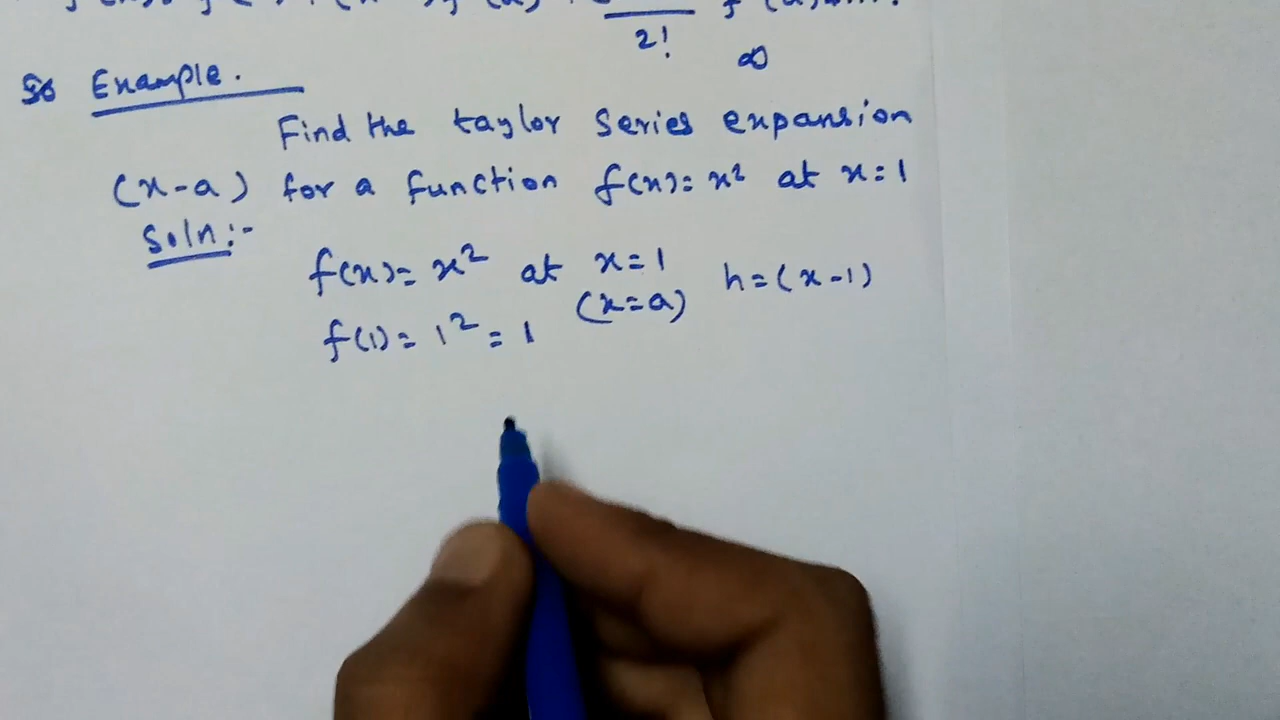 2!
∞
Example.
Find the taylor series expansion
(x-a) for a function f(x)= x² at x=1
Soln:-
f(x)= x² at x=1 h=(x-1)
(x=a)
f(1)= 1² = 1